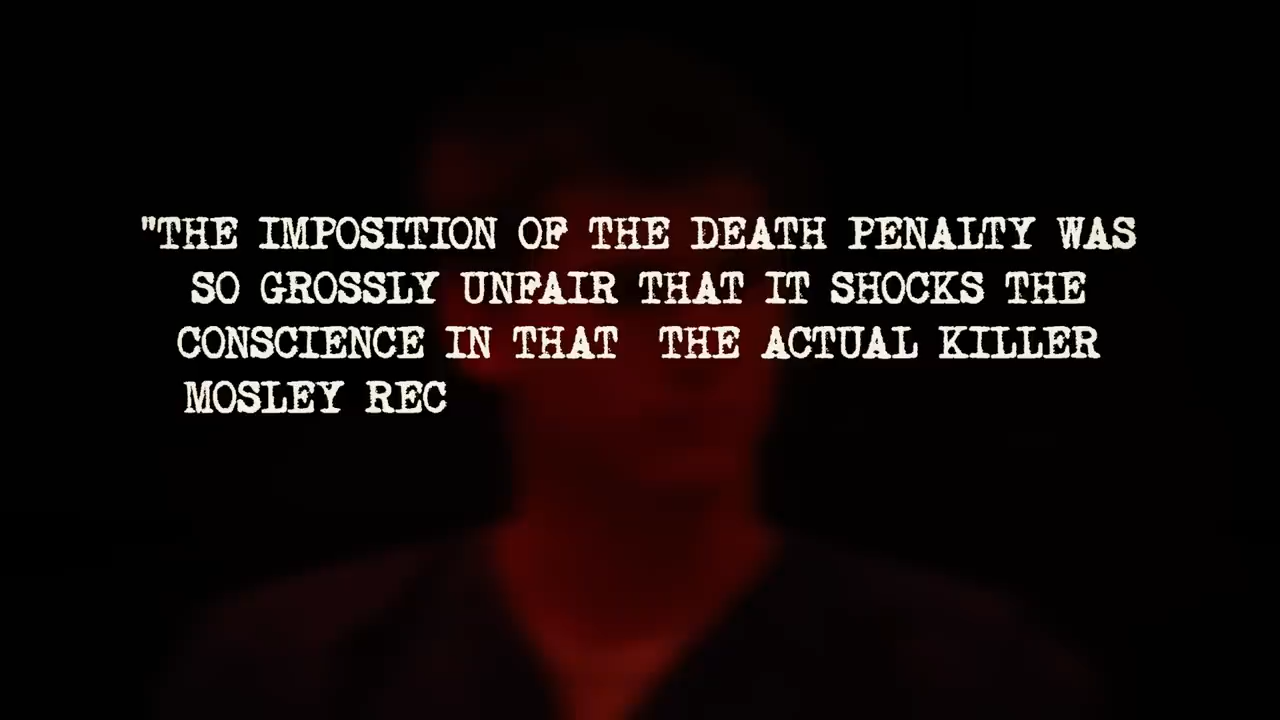 "THE IMPOSITION OF THE DEATH PENALTY WAS
SO GROSSLY UNFAIR THAT IT SHOCKS THE
CONSCIENCE IN THAT  THE ACTUAL KILLER
MOSLEY REC